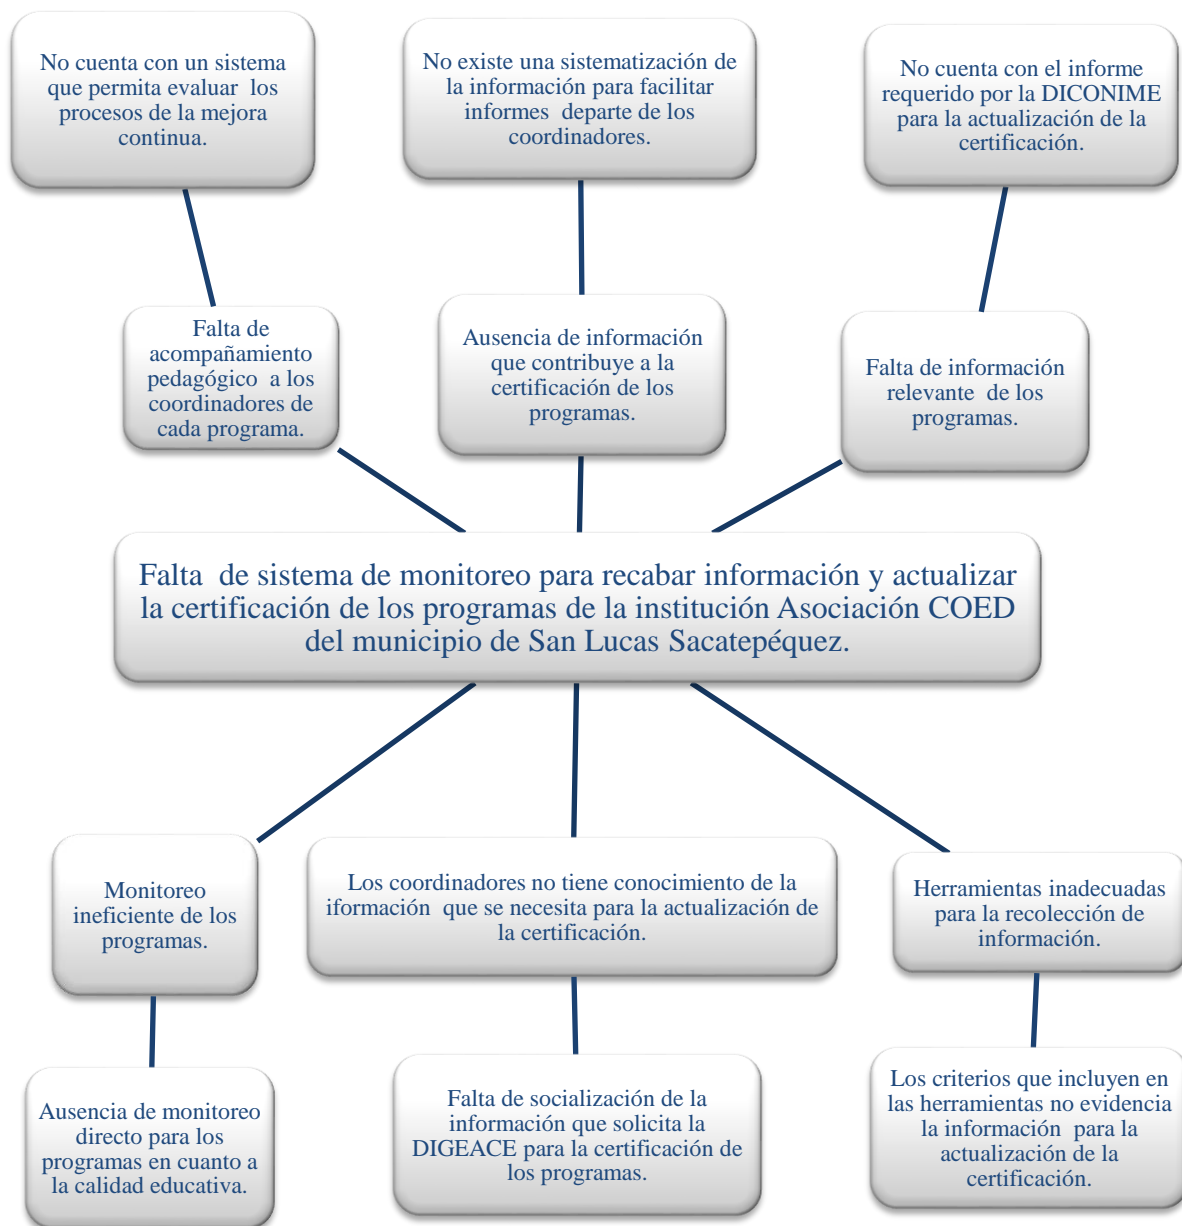 No cuenta con un sistema
que permita evaluar los
procesos de la mejora
continua.
No existe una sistematización de
la información para facilitar
informes departe de los
coordinadores.
No cuenta con el informe
requerido por la DICONIME
para la actualización de la
certificación.
Falta de
acompañamiento
pedagógico a los
coordinadores de
cada programa.
Ausencia de información
que contribuye a la
certificación de los
programas.
Falta de información
relevante de los
programas.
Falta de sistema de monitoreo para recabar información y actualizar
la certificación de los programas de la institución Asociación COED
del municipio de San Lucas Sacatepéquez.
Monitoreo
ineficiente de los
programas.
Los coordinadores no tiene conocimiento de la
iformación que se necesita para la actualización de
la certificación.
Herramientas inadecuadas
para la recolección de
información.
Ausencia de monitoreo
directo para los
programas en cuanto a
la calidad educativa.
Falta de socialización de la
información que solicita la
DIGEACE para la certificación de
los programas.
Los criterios que incluyen en
las herramientas no evidencia
la información para la
actualización de la
certificación.